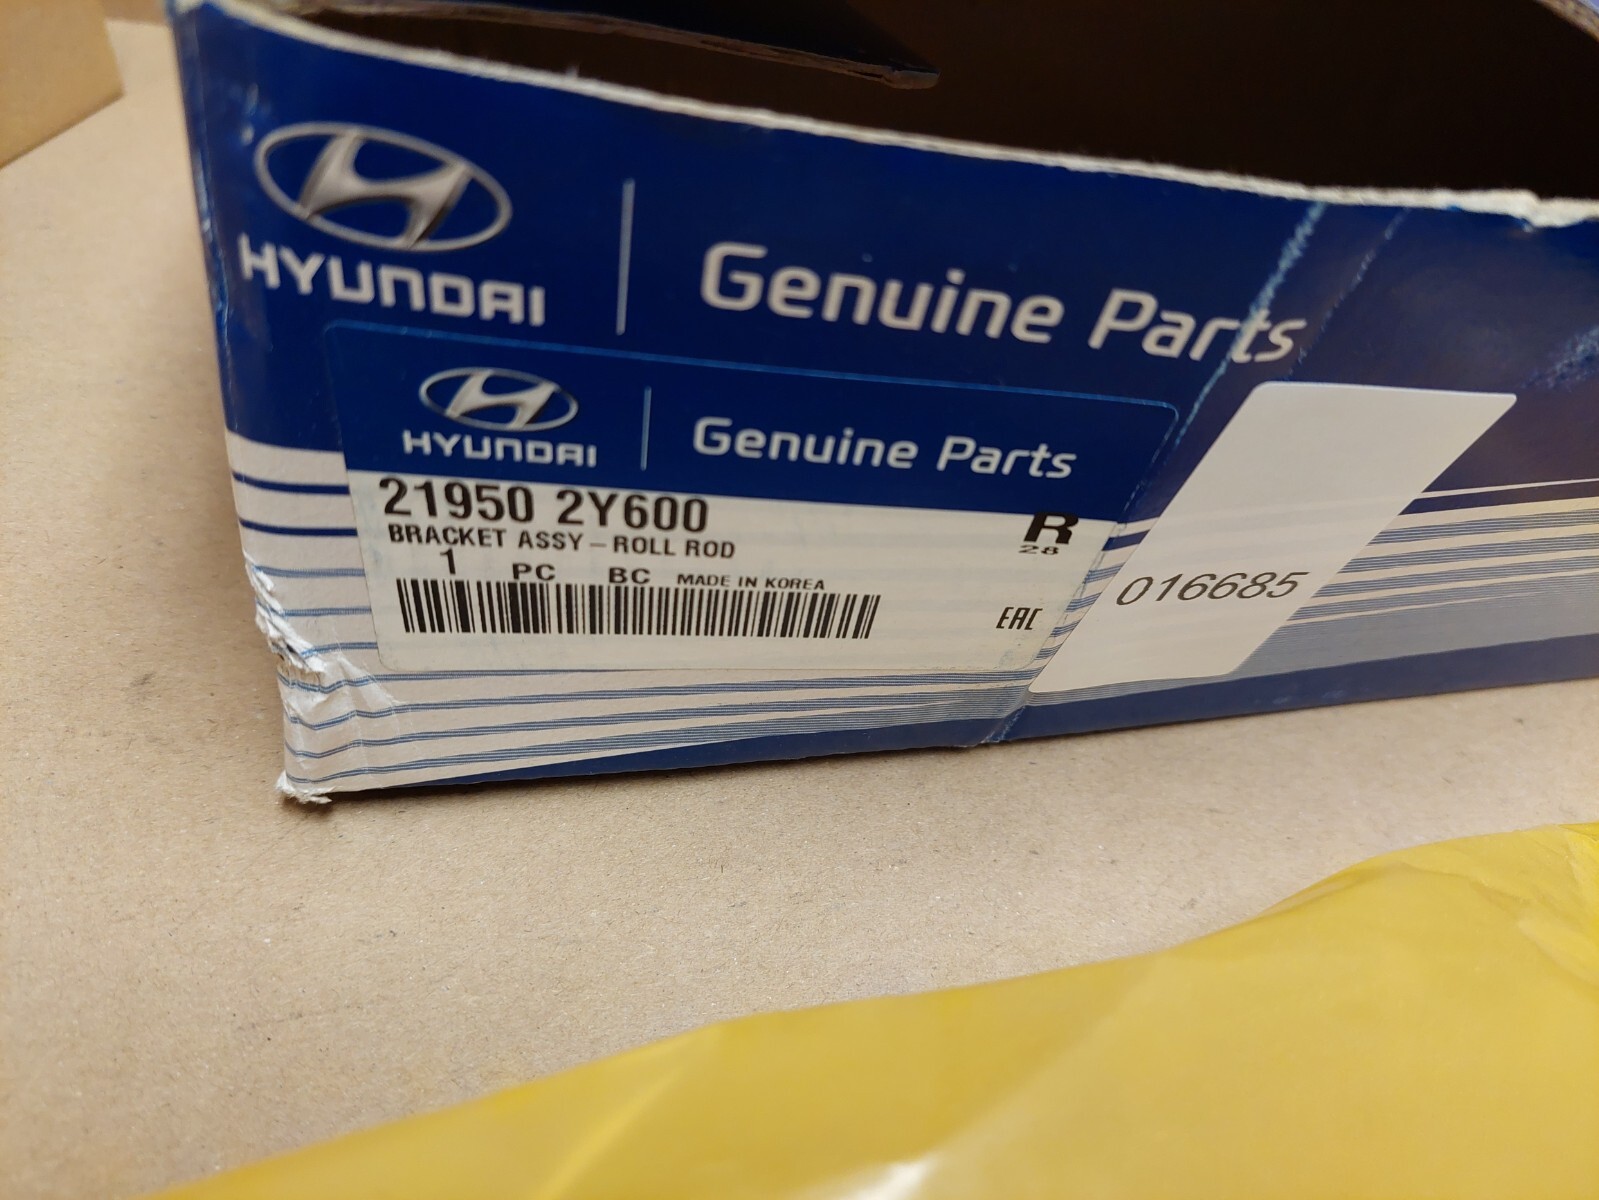 HYUNDAI
Genuine Parts
HYUNDAI
Genuine Parts
21950 2Y600
BRACKET ASSY-ROLL ROD
1 PC BC MADE IN KOREA
R
28
EAC
016685